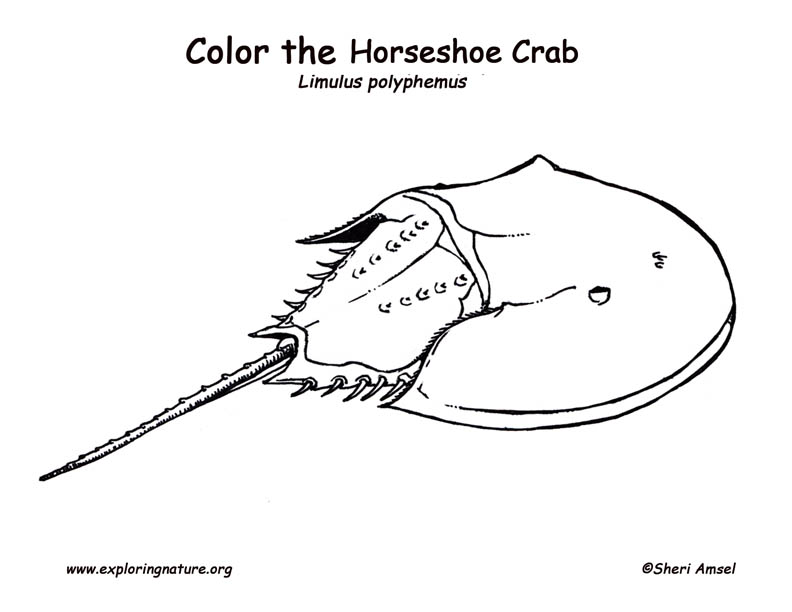 Color the Horseshoe Crab
Limulus polyphemus
www.exploringnature.org ©Sheri Amsel